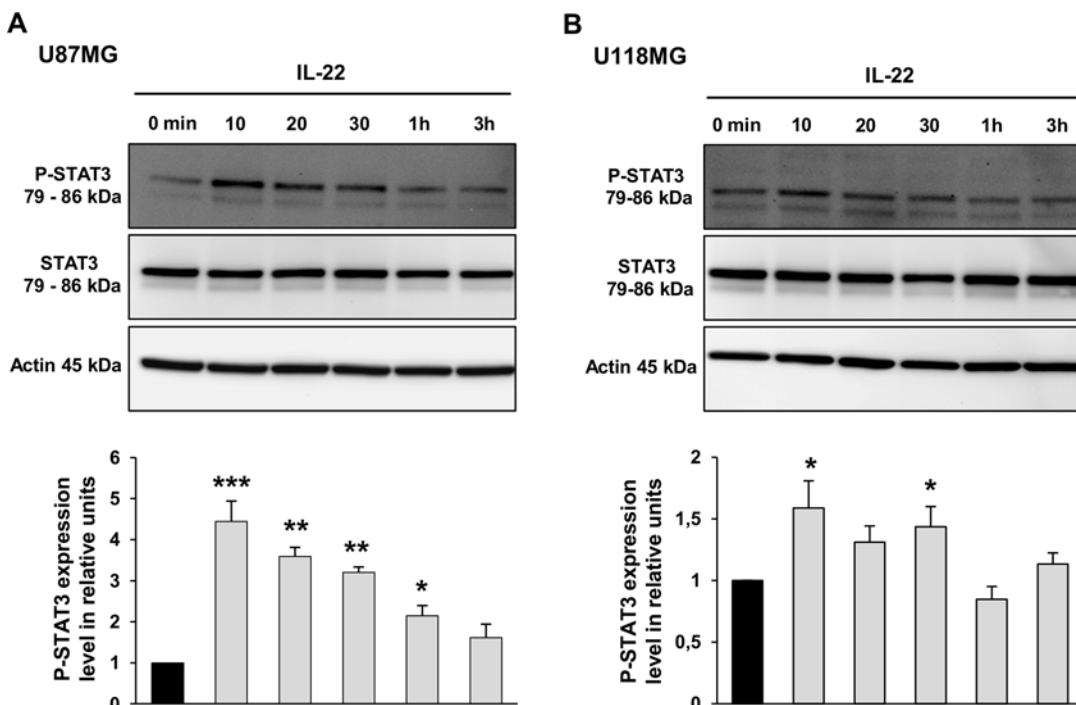 A
U87MG
IL-22
0 min 10 20 30 1h 3h
P-STAT3
79 - 86 kDa
STAT3
79 - 86 kDa
Actin 45 kDa
P-STAT3 expression
level in relative units
6
5
4
3
2
1
0
***
**
**
*
B
U118MG
IL-22
0 min 10 20 30 1h 3h
P-STAT3
79-86 kDa
STAT3
79-86 kDa
Actin 45 kDa
P-STAT3 expression
level in relative units
2
1,5
1
0,5
0
*
*